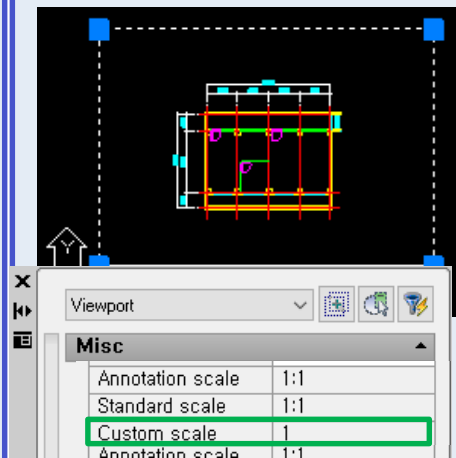 Y
Viewport
Misc
Annotation scale 1:1
Standard scale 1:1
Custom scale 1
Annotation scale 1:1